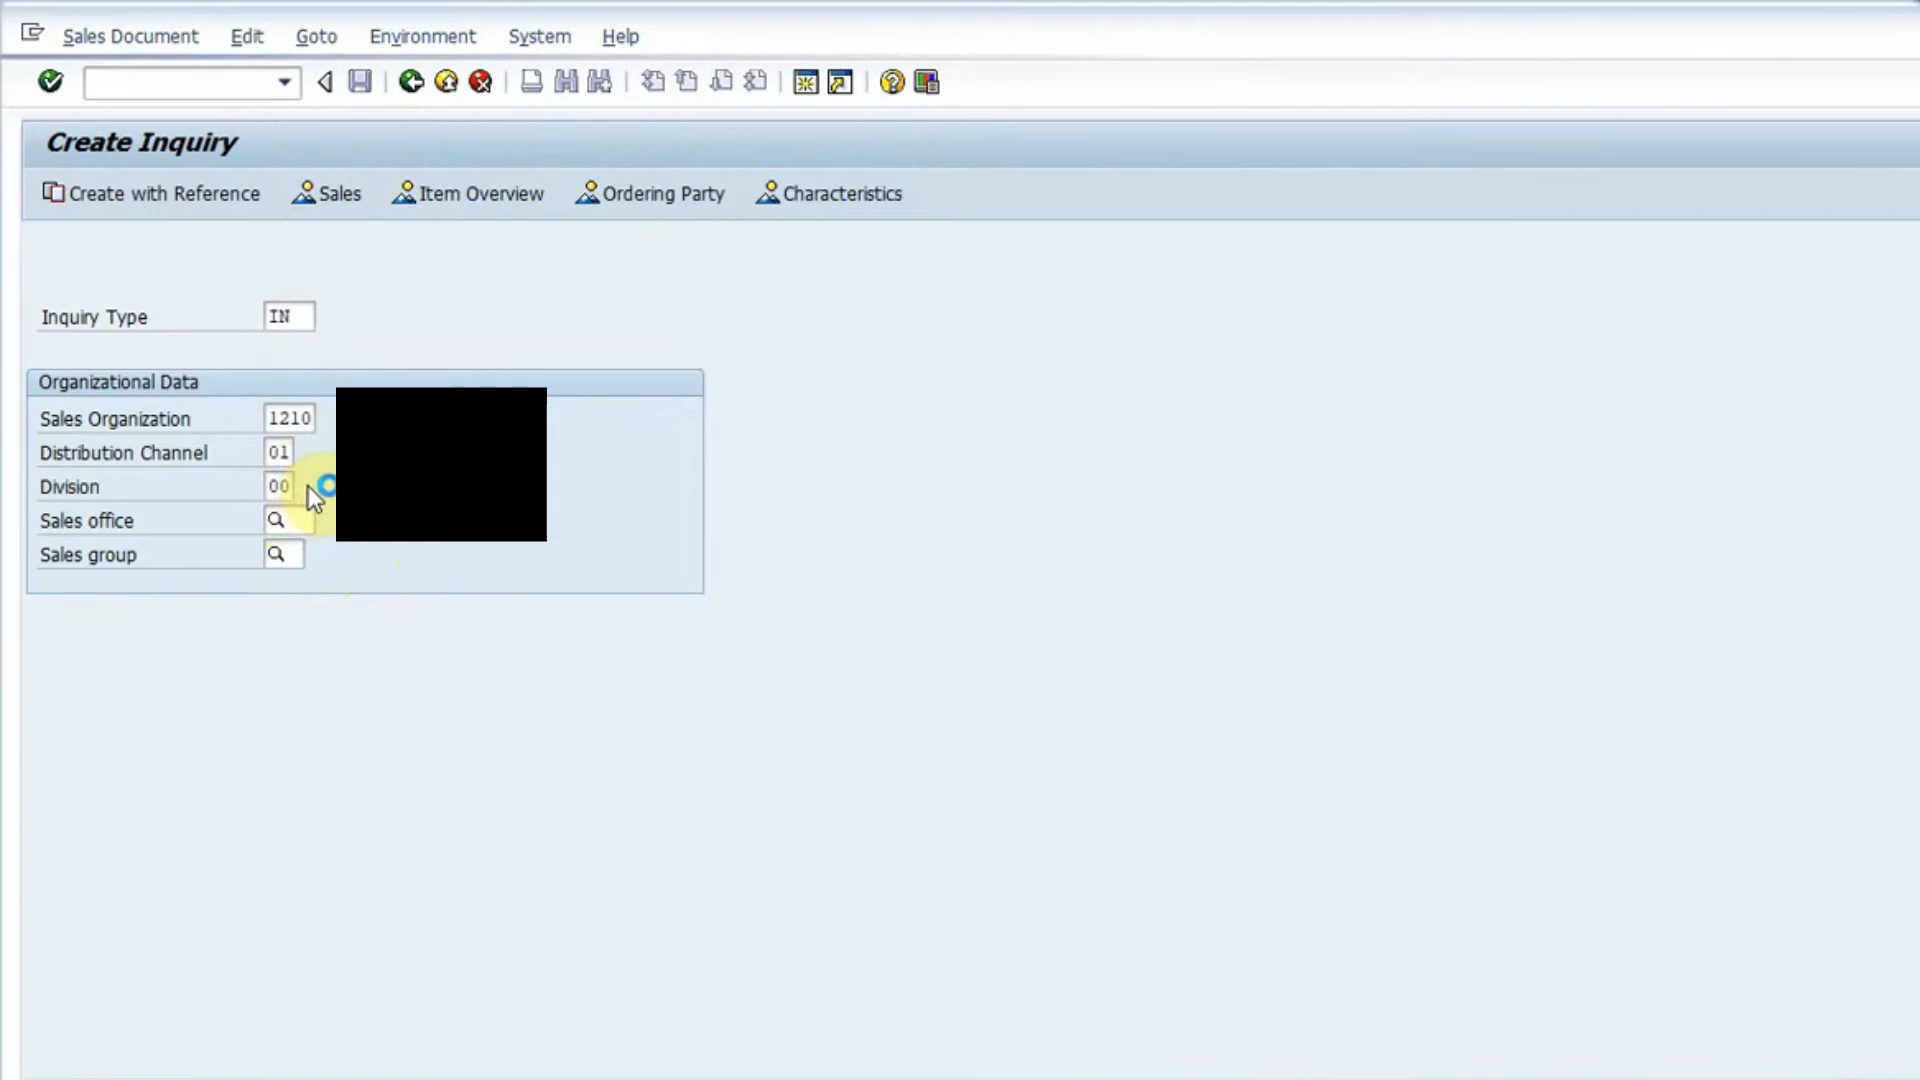 Sales Document Edit Goto Environment System Help
Create Inquiry
Create with Reference Sales Item Overview Ordering Party Characteristics
Inquiry Type IN
Organizational Data
Sales Organization 1210
Distribution Channel 01
Division 00
Sales office
Sales group